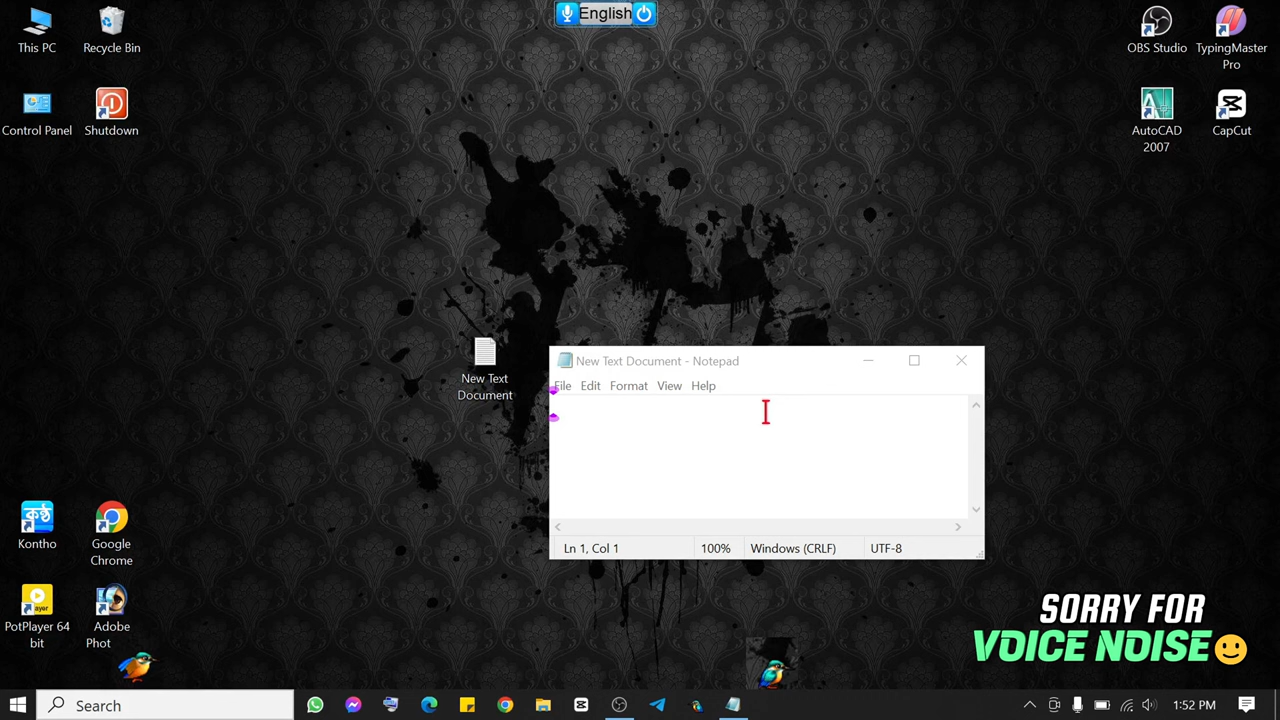 English
This PC
Recycle Bin
OBS Studio
TypingMaster
Pro
Control Panel
Shutdown
AutoCAD
2007
CapCut
New Text
Document
New Text Document - Notepad
File Edit Format View Help
Ln 1, Col 1
100%
Windows (CRLF)
UTF-8
কণ্ঠ
Kontho
Google
Chrome
PotPlayer 64
bit
Adobe
Phot
SORRY FOR
VOICE NOISE
Search
1:52 PM